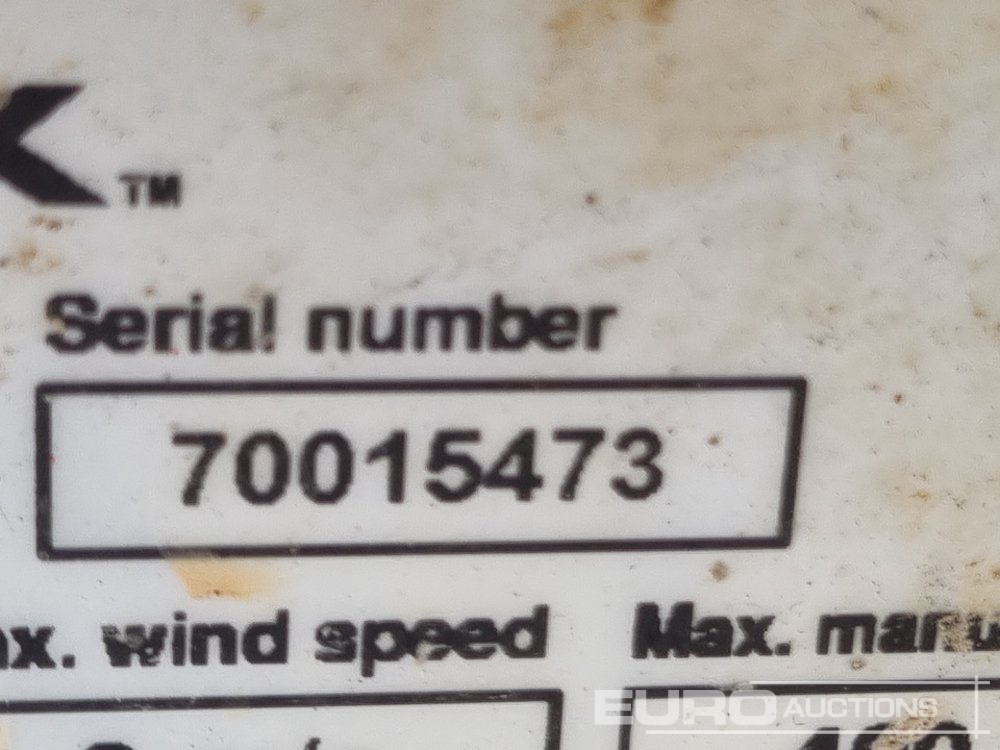 ™
Serial number
70015473
wind speed Max.
EURO AUCTIONS